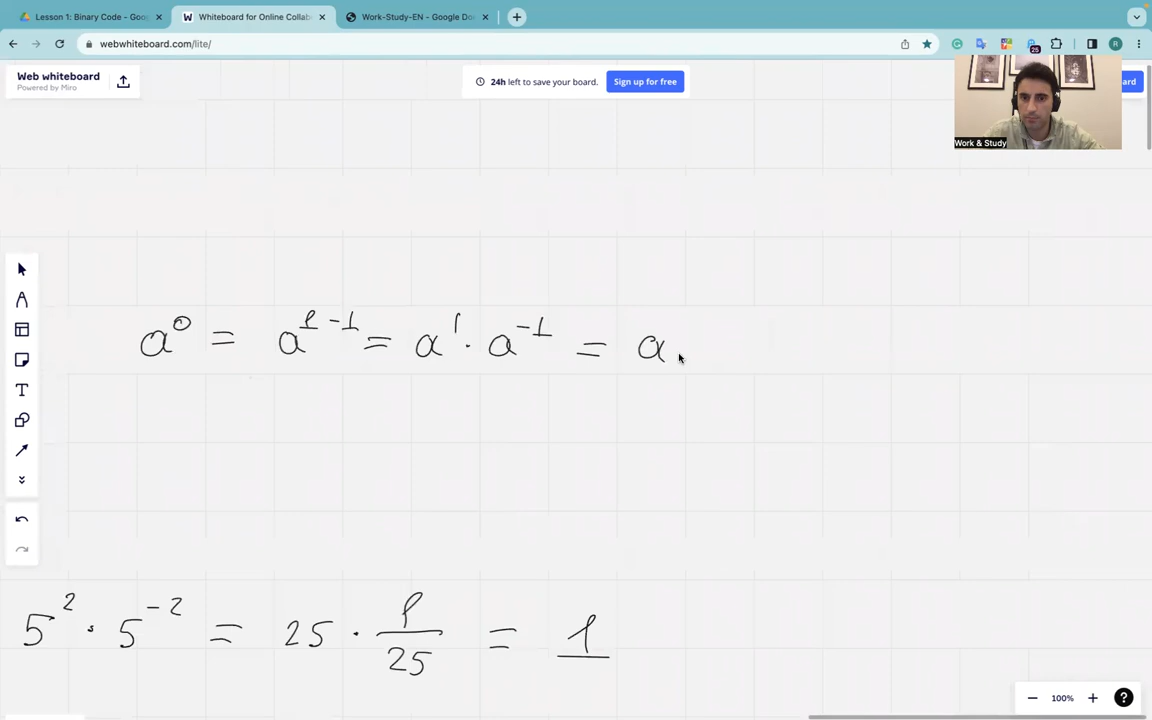 Lesson 1: Binary Code - Goo
Whiteboard for Online Collab
Work-Study-EN - Google Do
webwhiteboard.com/lite/
25
R
Web whiteboard
Powered by Miro
24h left to save your board.
Sign up for free
ard
Work & Study
a⁰ = a¹⁻¹ = a¹ · a⁻¹ = a
5² · 5⁻² = 25 · 1/25 = 1
T
100%
?